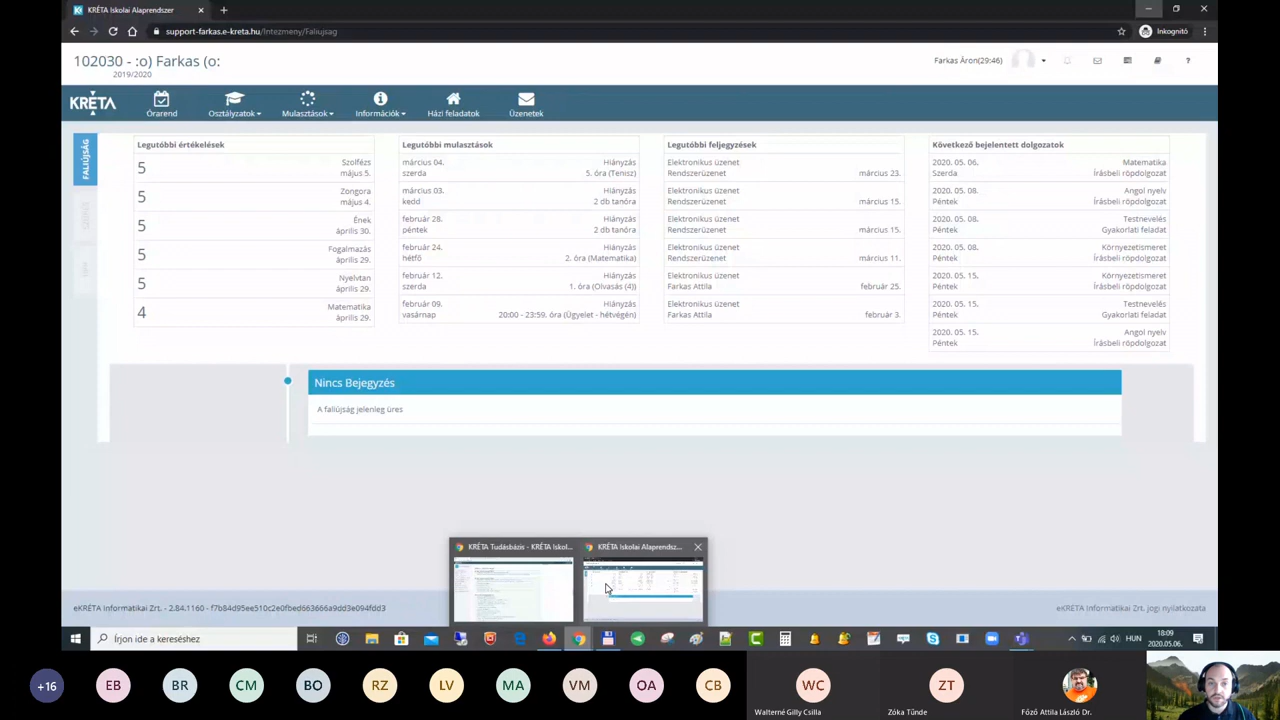 KRÉTA Iskolai Alaprendszer
support-farkas.e-kreta.hu/Intezmeny/Faliujsag
Inkognitó
102030 - :o) Farkas (o:
2019/2020
Farkas Áron(29:46)
KRÉTA
Órarend
Osztályzatok
Mulasztások
Információk
Házi feladatok
Üzenetek
FALIÚJSÁG
Legutóbbi értékelések
5 Szolfézs
május 5.
5 Zongora
május 4.
5 Ének
április 30.
5 Fogalmazás
április 29.
5 Nyelvtan
április 29.
4 Matematika
április 29.
Legutóbbi mulasztások
március 04. Hiányzás
szerda 5. óra (Tenisz)
március 03. Hiányzás
kedd 2 db tanóra
február 28. Hiányzás
péntek 2 db tanóra
február 24. Hiányzás
hétfő 2. óra (Matematika)
február 12. Hiányzás
szerda 1. óra (Olvasás (4))
február 09. Hiányzás
vasárnap 20:00 - 23:59. óra (Ügyelet - hétvégén)
Legutóbbi feljegyzések
Elektronikus üzenet
Rendszerüzenet március 23.
Elektronikus üzenet
Rendszerüzenet március 15.
Elektronikus üzenet
Rendszerüzenet március 15.
Elektronikus üzenet
Rendszerüzenet március 11.
Elektronikus üzenet
Farkas Attila február 25.
Elektronikus üzenet
Farkas Attila február 3.
Következő bejelentett dolgozatok
2020. 05. 06. Matematika
Szerda Írásbeli röpdolgozat
2020. 05. 08. Angol nyelv
Péntek Írásbeli röpdolgozat
2020. 05. 08. Testnevelés
Péntek Gyakorlati feladat
2020. 05. 08. Környezetismeret
Péntek Írásbeli röpdolgozat
2020. 05. 15. Környezetismeret
Péntek Írásbeli röpdolgozat
2020. 05. 15. Testnevelés
Péntek Gyakorlati feladat
2020. 05. 15. Angol nyelv
Péntek Írásbeli röpdolgozat
Nincs Bejegyzés
A faliújság jelenleg üres
KRÉTA Tudásbázis - KRÉTA Iskol...
KRÉTA Iskolai Alaprendsz...
eKRÉTA Informatikai Zrt. - 2.84.1160 - f7b84d95ee510c2e0fbed663666a9dd3e094fdd3
eKRÉTA Informatikai Zrt. jogi nyilatkozata
Írjon ide a kereséshez
HUN
18:09
2020.05.06.
+16
EB
BR
CM
BO
RZ
LV
MA
VM
OA
CB
WC
ZT
Walterné Gilly Csilla
Zóka Tünde
Főző Attila László Dr.